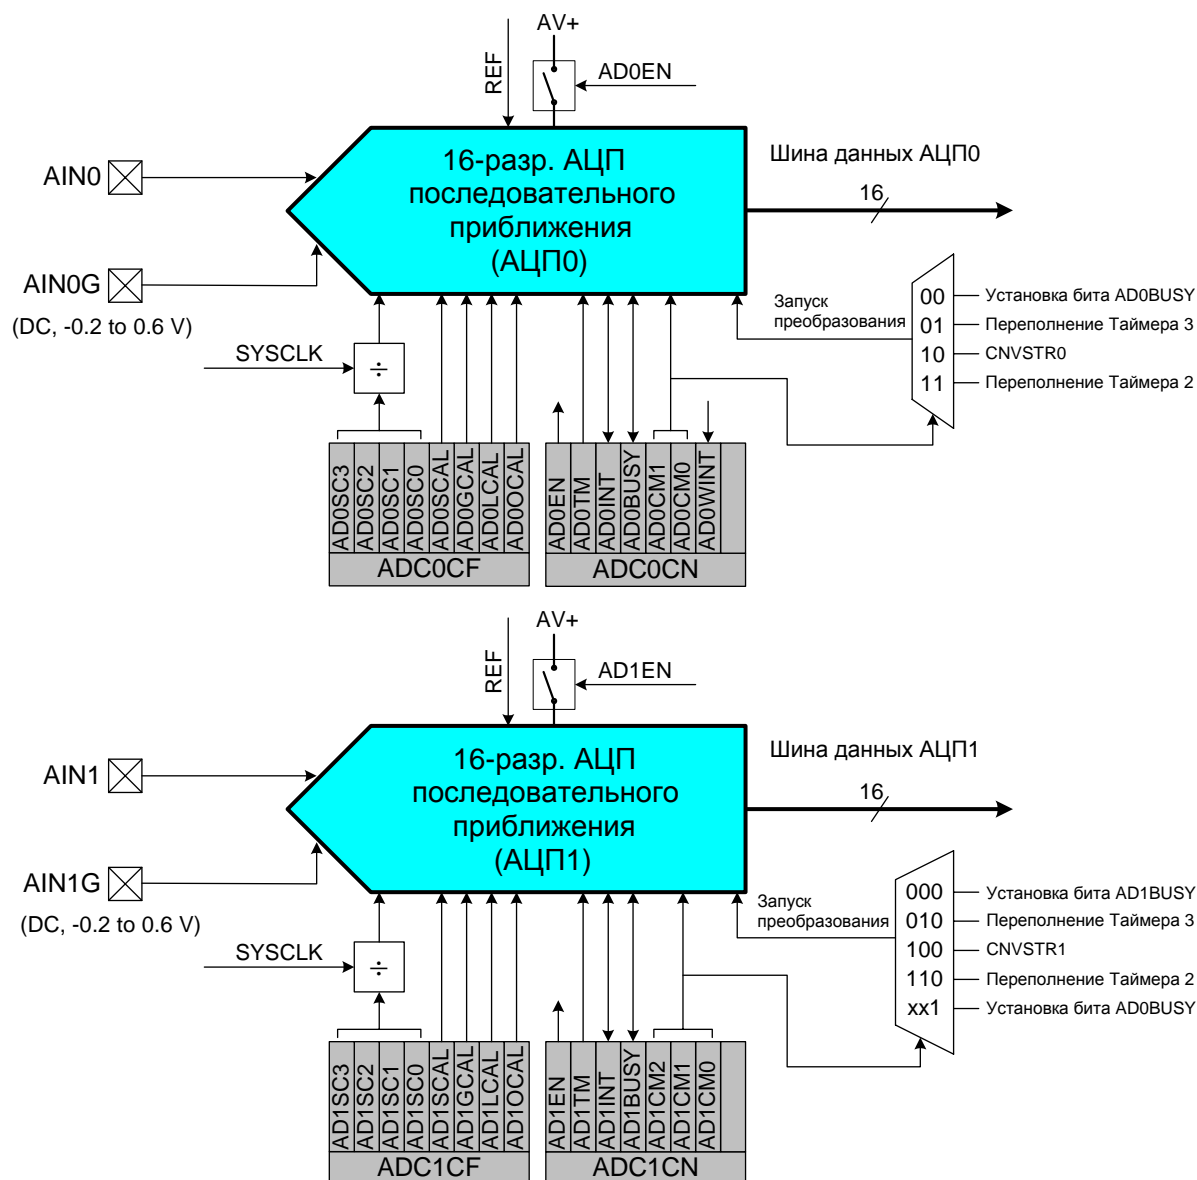 AV+
REF
AD0EN
16-разр. АЦП
последовательного
приближения
(АЦП0)
Шина данных АЦП0
16
AIN0
AIN0G
(DC, -0.2 to 0.6 V)
SYSCLK
÷
Запуск
преобразования
00 Установка бита AD0BUSY
01 Переполнение Таймера 3
10 CNVSTR0
11 Переполнение Таймера 2
AD0SC3
AD0SC2
AD0SC1
AD0SC0
AD0SCAL
AD0GCAL
AD0LCAL
AD0OCAL
ADC0CF
AD0EN
AD0TM
AD0INT
AD0BUSY
AD0CM1
AD0CM0
AD0WINT
ADC0CN
AV+
REF
AD1EN
16-разр. АЦП
последовательного
приближения
(АЦП1)
Шина данных АЦП1
16
AIN1
AIN1G
(DC, -0.2 to 0.6 V)
SYSCLK
÷
Запуск
преобразования
000 Установка бита AD1BUSY
010 Переполнение Таймера 3
100 CNVSTR1
110 Переполнение Таймера 2
xx1 Установка бита AD0BUSY
AD1SC3
AD1SC2
AD1SC1
AD1SC0
AD1SCAL
AD1GCAL
AD1LCAL
AD1OCAL
ADC1CF
AD1EN
AD1TM
AD1INT
AD1BUSY
AD1CM2
AD1CM1
AD1CM0
ADC1CN